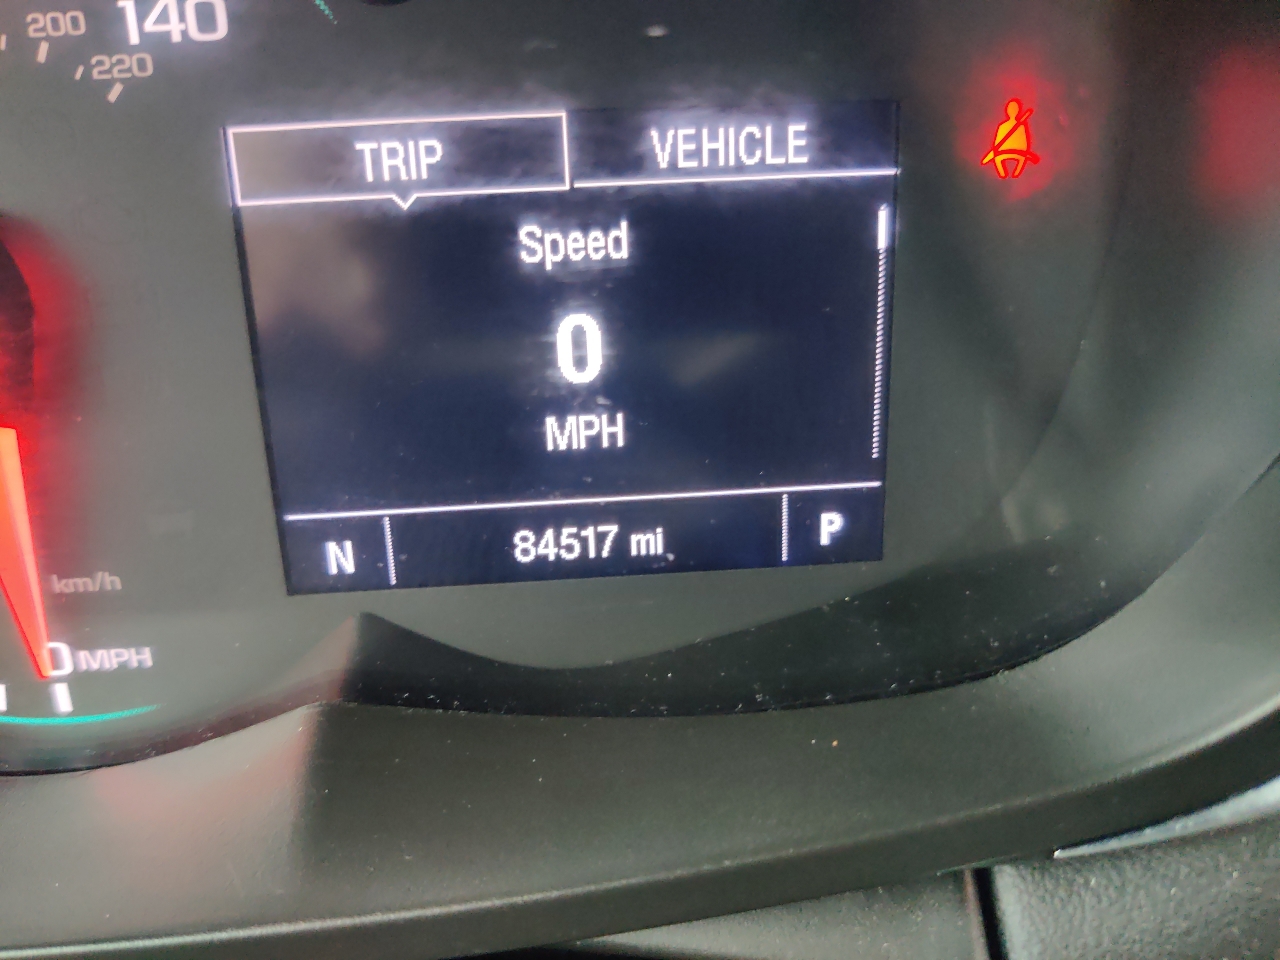 200 140
220
TRIP VEHICLE
Speed
0
MPH
N 84517 mi P
km/h
0 MPH